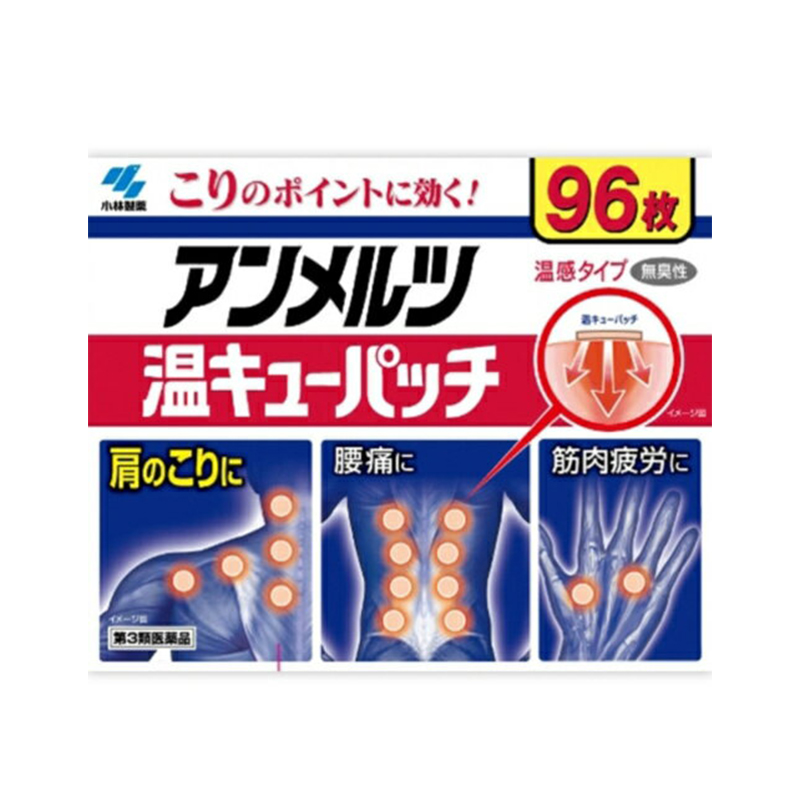 小林製薬
こりのポイントに効く!
96枚
アンメルツ
温感タイプ 無臭性
温キューパッチ
温キューパッチ
イメージ図
肩のこりに
腰痛に
筋肉疲労に
イメージ図
第3類医薬品